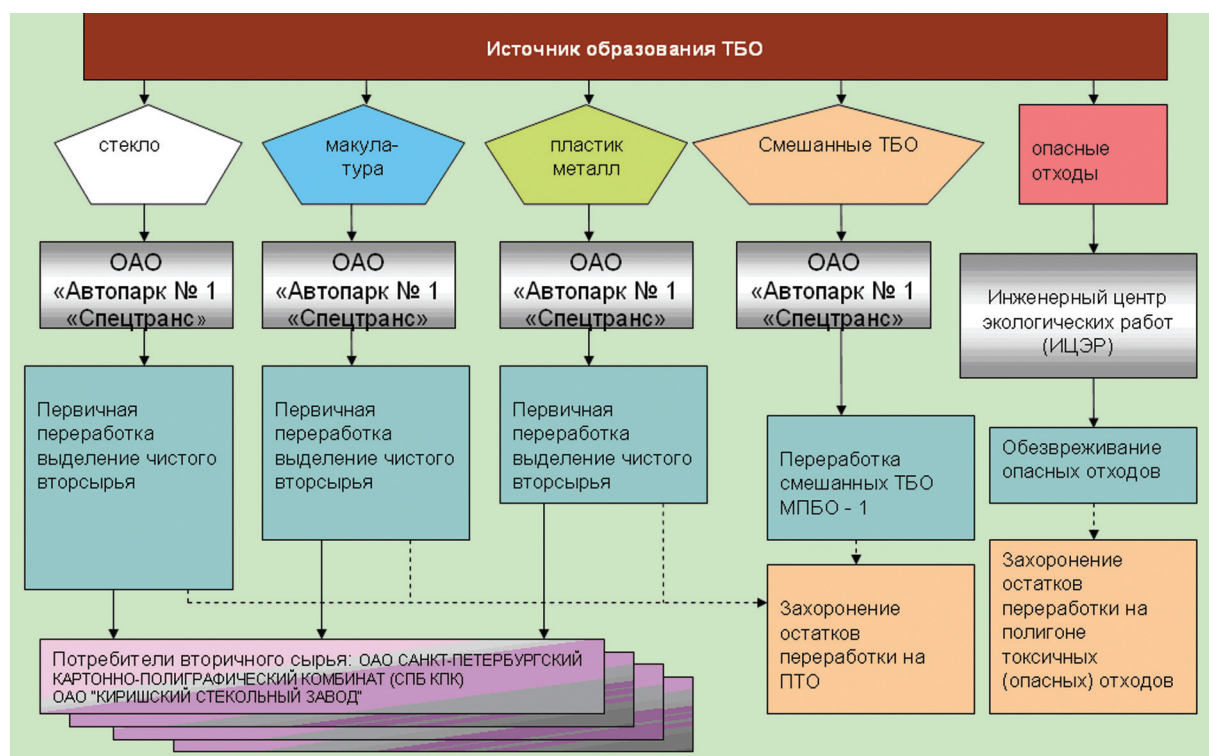 Источник образования ТБО
стекло
макула-
тура
пластик
металл
Смешанные ТБО
опасные
отходы
ОАО
«Автопарк № 1
«Спецтранс»
ОАО
«Автопарк № 1
«Спецтранс»
ОАО
«Автопарк № 1
«Спецтранс»
ОАО
«Автопарк № 1
«Спецтранс»
Инженерный центр
экологических работ
(ИЦЭР)
Первичная
переработка
выделение чистого
вторсырья
Первичная
переработка
выделение чистого
вторсырья
Первичная
переработка
выделение чистого
вторсырья
Переработка
смешанных ТБО
МПБО - 1
Обезвреживание
опасных отходов
Захоронение
остатков
переработки на
ПТО
Захоронение
остатков
переработки на
полигоне
токсичных
(опасных) отходов
Потребители вторичного сырья: ОАО САНКТ-ПЕТЕРБУРГСКИЙ
КАРТОННО-ПОЛИГРАФИЧЕСКИЙ КОМБИНАТ (СПБ КПК)
ОАО "КИРИШСКИЙ СТЕКОЛЬНЫЙ ЗАВОД"